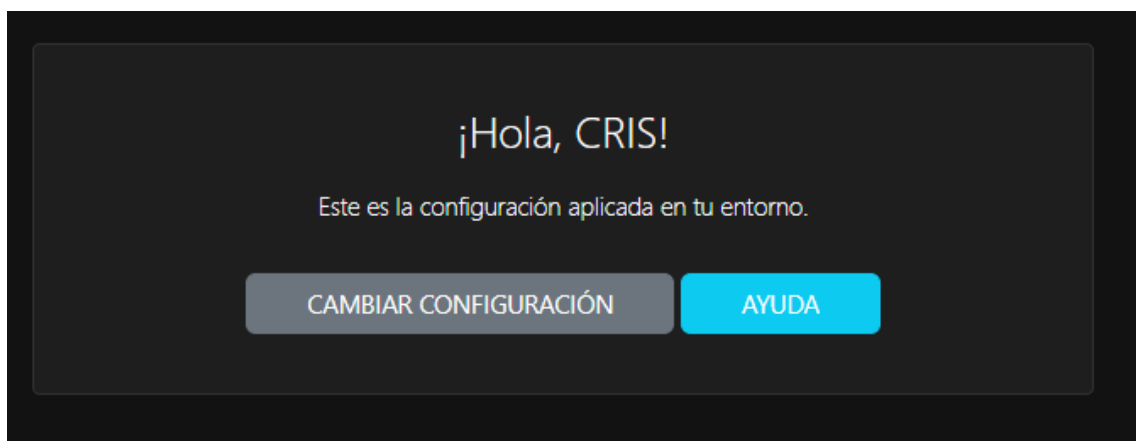 ¡Hola, CRIS!
Este es la configuración aplicada en tu entorno.
CAMBIAR CONFIGURACIÓN AYUDA